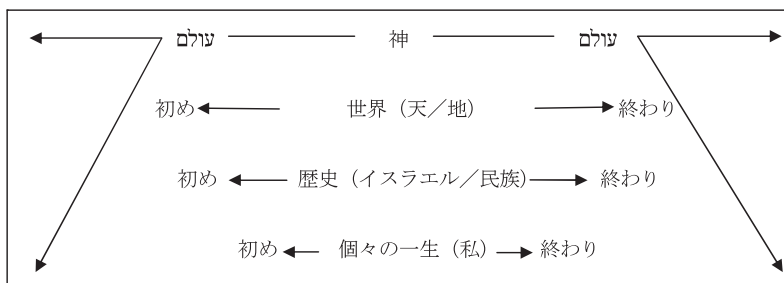 עולם 神 עולם
初め 世界（天／地） 終わり
初め 歴史（イスラエル／民族） 終わり
初め 個々の一生（私） 終わり